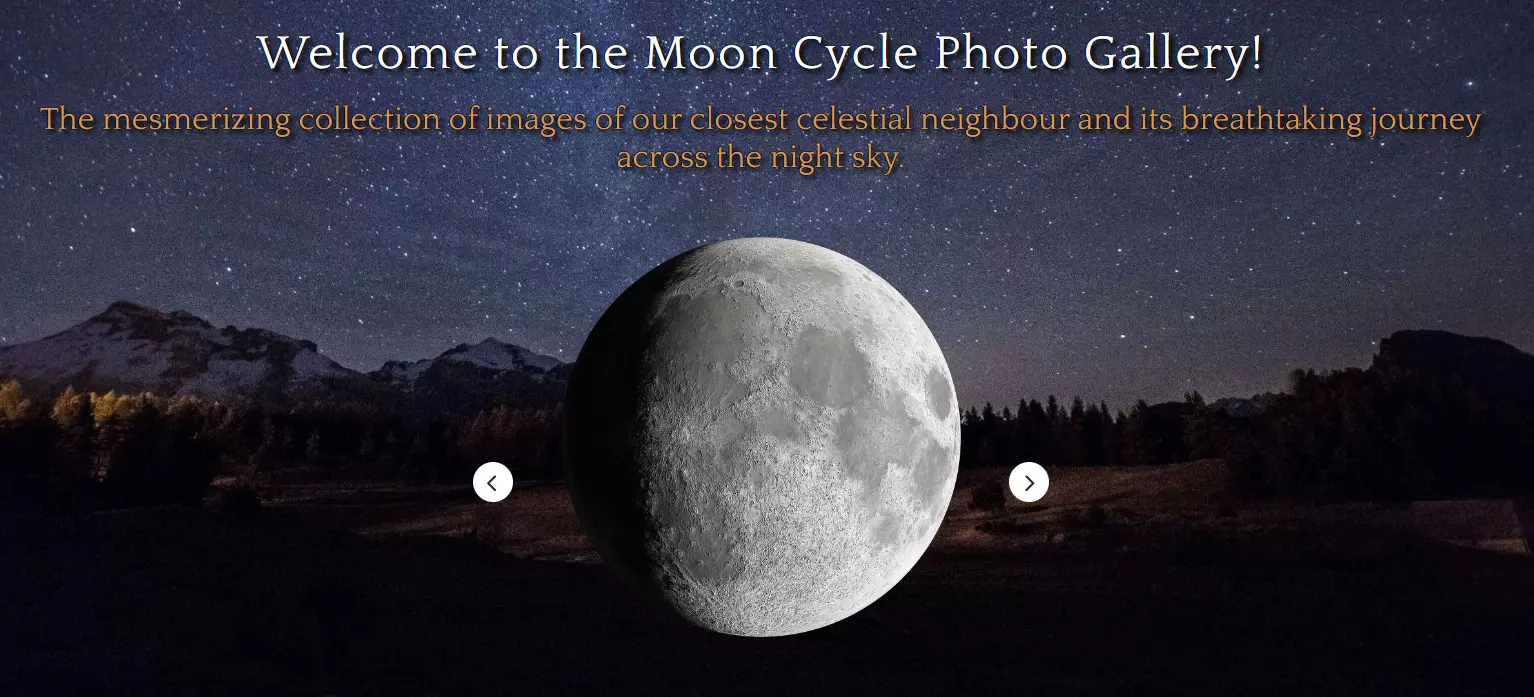 Welcome to the Moon Cycle Photo Gallery!
The mesmerizing collection of images of our closest celestial neighbour and its breathtaking journey
across the night sky.